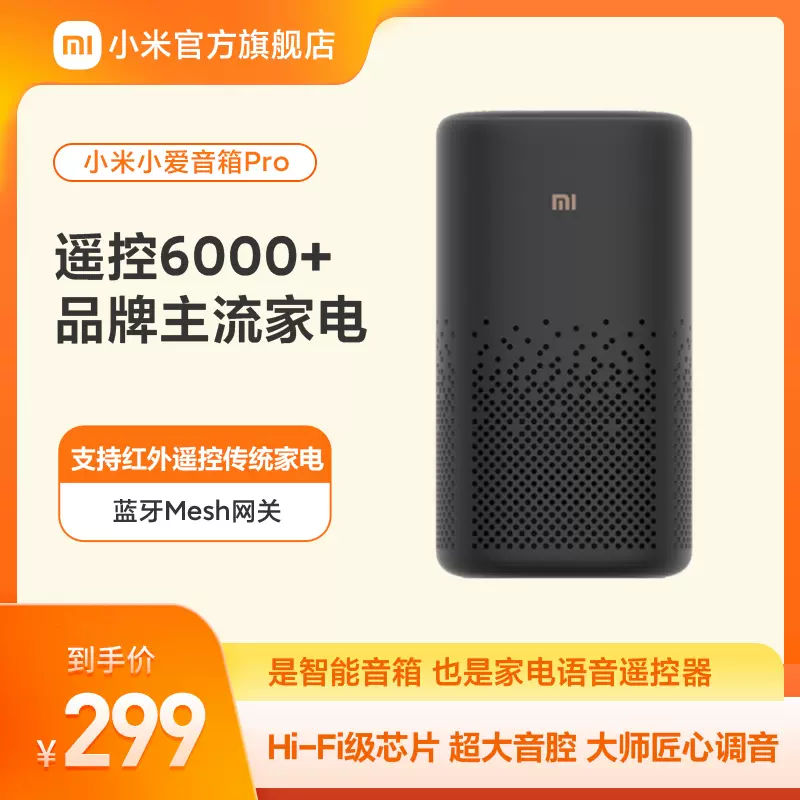 mi 小米官方旗舰店
小米小爱音箱Pro
mi
遥控6000+
品牌主流家电
支持红外遥控传统家电
蓝牙Mesh网关
到手价
¥299
是智能音箱 也是家电语音遥控器
Hi-Fi级芯片 超大音腔 大师匠心调音